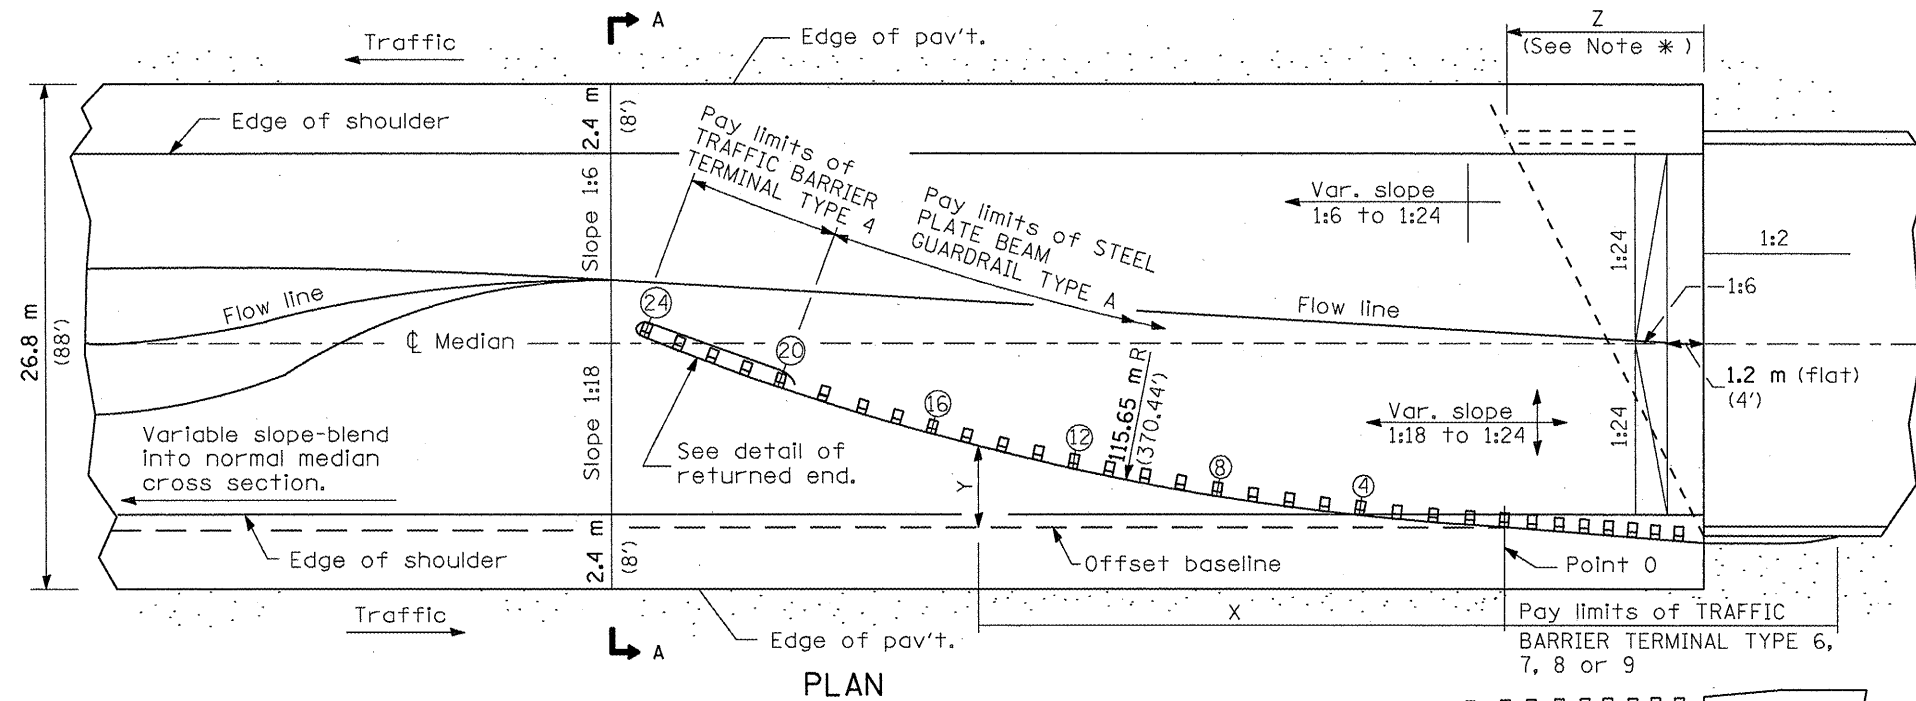 A
Traffic
Edge of pav't.
Z
(See Note * )
Edge of shoulder
2.4 m
(8')
Pay limits of
TRAFFIC BARRIER
TERMINAL TYPE 4
Pay limits of STEEL
PLATE BEAM
GUARDRAIL TYPE A
Slope 1:6
Var. slope
1:6 to 1:24
1:24
1:2
1:6
Flow line
Flow line
24
℄ Median
20
26.8 m
(88')
1.2 m (flat)
(4')
115.65 m R
(370.44')
16
12
8
4
Var. slope
1:18 to 1:24
1:24
Slope 1:18
Variable slope-blend
into normal median
cross section.
See detail of
returned end.
Y
Edge of shoulder
2.4 m
(8')
Offset baseline
Point 0
Traffic
X
Pay limits of TRAFFIC
BARRIER TERMINAL TYPE 6,
7, 8 or 9
Edge of pav't.
A
PLAN